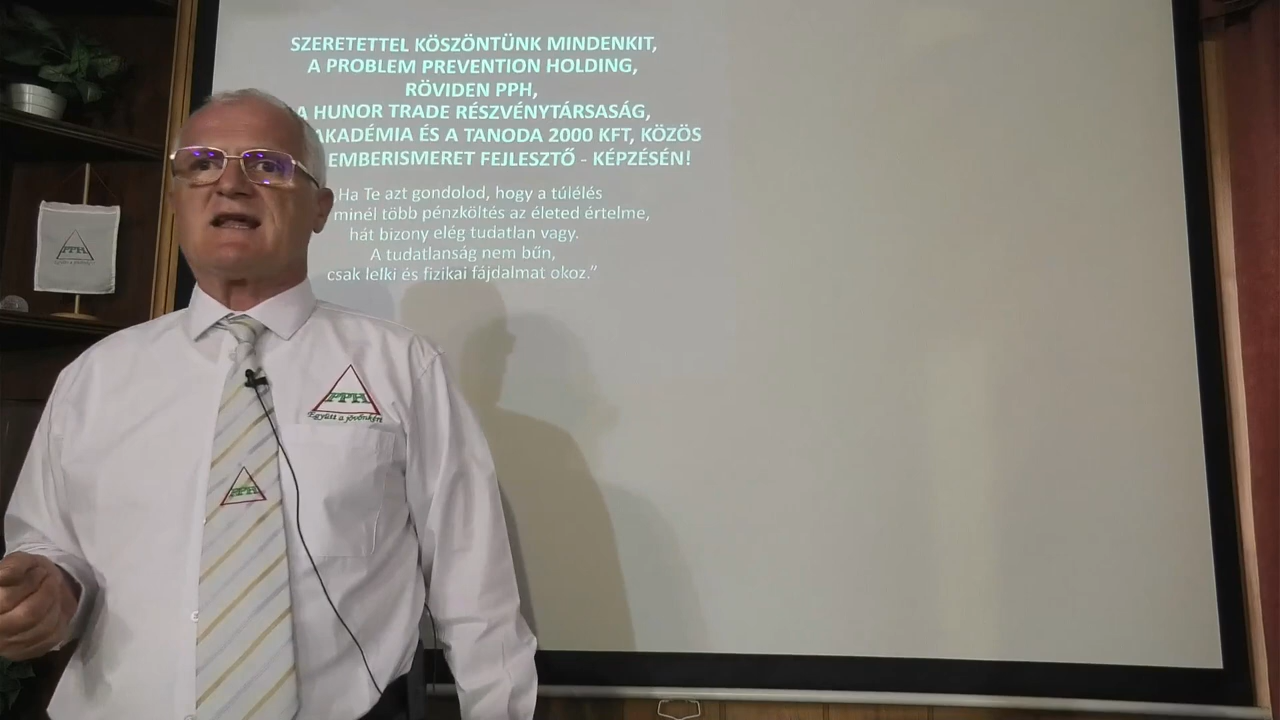 SZERETETTEL KÖSZÖNTÜNK MINDENKIT,
A PROBLEM PREVENTION HOLDING,
RÖVIDEN PPH,
A HUNOR TRADE RÉSZVÉNYTÁRSASÁG,
AKADÉMIA ÉS A TANODA 2000 KFT, KÖZÖS
EMBERISMERET FEJLESZTŐ - KÉPZÉSÉN!
„Ha Te azt gondolod, hogy a túlélés
minél több pénzköltés az életed értelme,
hát bizony elég tudatlan vagy.
A tudatlanság nem bűn,
csak lelki és fizikai fájdalmat okoz.”
PPH
PPH
Együtt a jövőnkért
PPH